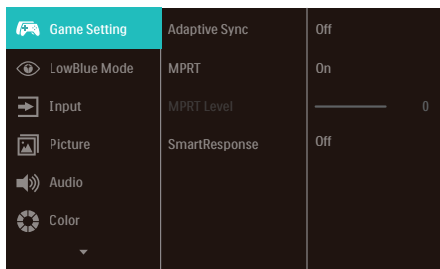 Game Setting Adaptive Sync Off
LowBlue Mode MPRT On
Input MPRT Level 0
Picture SmartResponse Off
Audio
Color